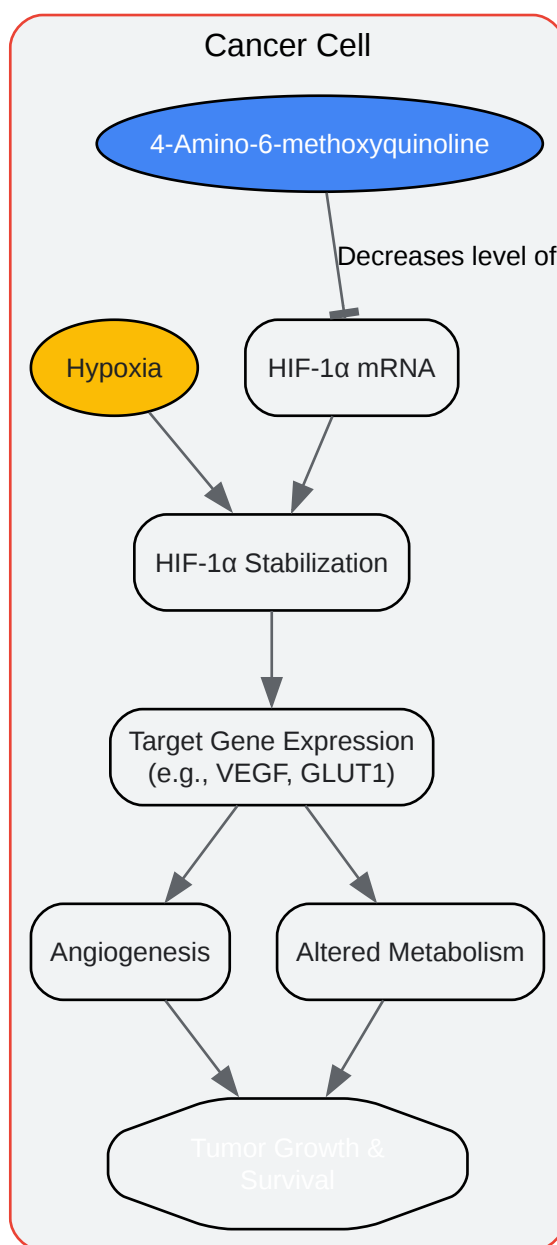 Cancer Cell
4-Amino-6-methoxyquinoline
Decreases level of
Hypoxia
HIF-1α mRNA
HIF-1α Stabilization
Target Gene Expression
(e.g., VEGF, GLUT1)
Angiogenesis
Altered Metabolism
Tumor Growth &
Survival